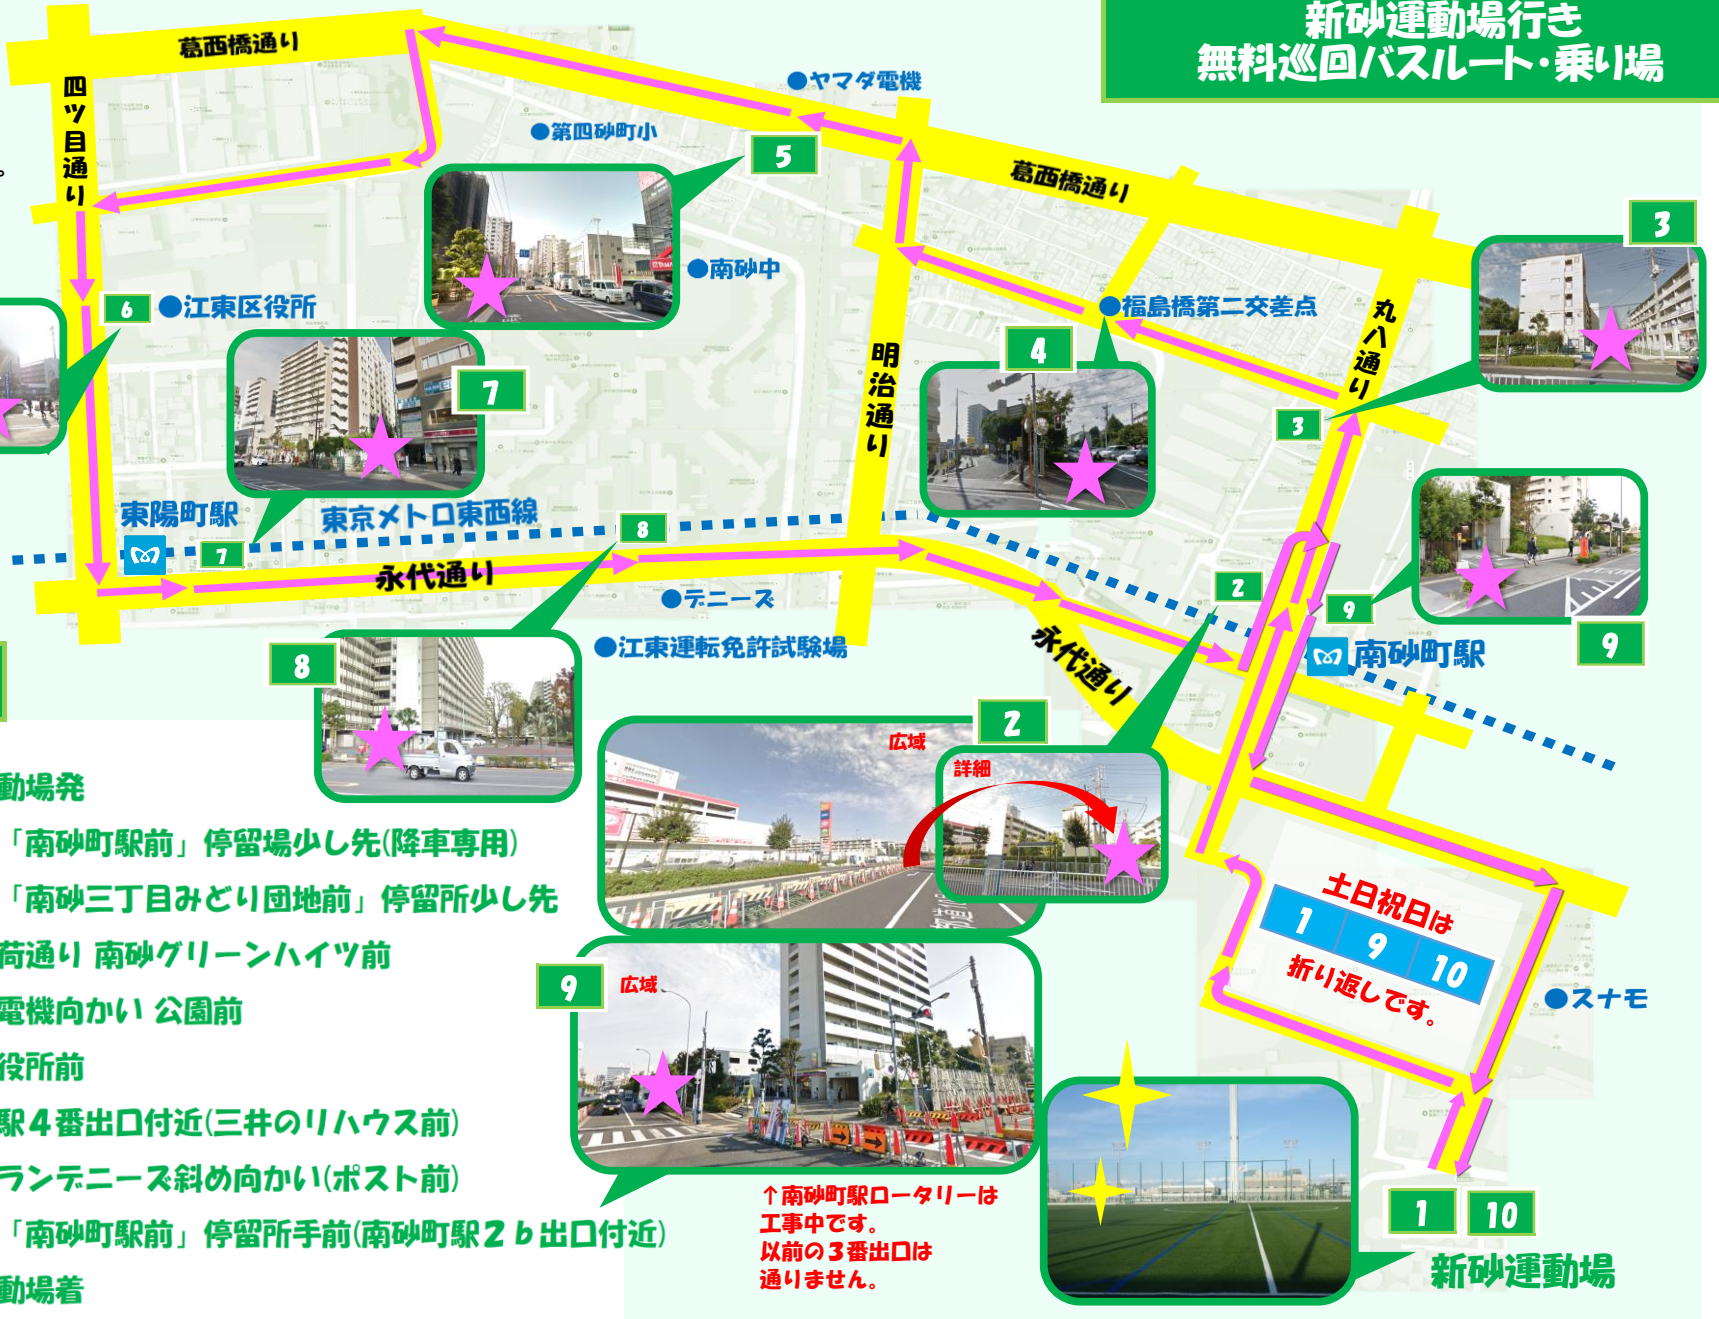 新砂運動場行き
無料巡回バスルート・乗り場
葛西橋通り
四ツ目通り
。
●ヤマダ電機
●第四砂町小
5
葛西橋通り
3
●南砂中
6
●江東区役所
●福島橋第二交差点
丸八通り
4
明治通り
7
3
東陽町駅
東京メトロ東西線
8
7
永代通り
2
9
●デニーズ
●江東運転免許試験場
永代通り
南砂町駅
9
8
2
広域
詳細
動場発
「南砂町駅前」停留場少し先(降車専用)
「南砂三丁目みどり団地前」停留所少し先
荷通り 南砂グリーンハイツ前
電機向かい 公園前
役所前
駅4番出口付近(三井のリハウス前)
ランデニーズ斜め向かい(ポスト前)
「南砂町駅前」停留所手前(南砂町駅2b出口付近)
動場着
土日祝日は
1 9 10
折り返しです。
9
広域
●スナモ
↑南砂町駅ロータリーは
工事中です。
以前の3番出口は
通りません。
1 10
新砂運動場